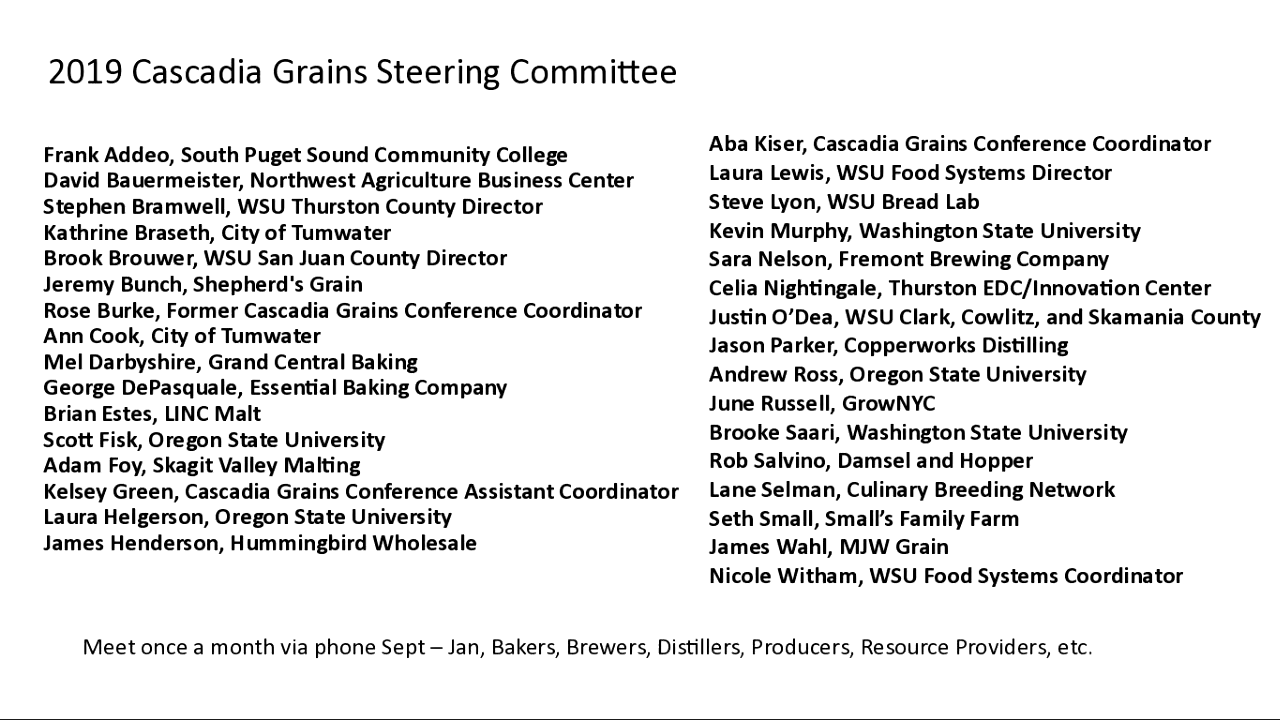 2019 Cascadia Grains Steering Committee
Frank Addeo, South Puget Sound Community College
David Bauermeister, Northwest Agriculture Business Center
Stephen Bramwell, WSU Thurston County Director
Kathrine Braseth, City of Tumwater
Brook Brouwer, WSU San Juan County Director
Jeremy Bunch, Shepherd's Grain
Rose Burke, Former Cascadia Grains Conference Coordinator
Ann Cook, City of Tumwater
Mel Darbyshire, Grand Central Baking
George DePasquale, Essential Baking Company
Brian Estes, LINC Malt
Scott Fisk, Oregon State University
Adam Foy, Skagit Valley Malting
Kelsey Green, Cascadia Grains Conference Assistant Coordinator
Laura Helgerson, Oregon State University
James Henderson, Hummingbird Wholesale
Aba Kiser, Cascadia Grains Conference Coordinator
Laura Lewis, WSU Food Systems Director
Steve Lyon, WSU Bread Lab
Kevin Murphy, Washington State University
Sara Nelson, Fremont Brewing Company
Celia Nightingale, Thurston EDC/Innovation Center
Justin O’Dea, WSU Clark, Cowlitz, and Skamania County
Jason Parker, Copperworks Distilling
Andrew Ross, Oregon State University
June Russell, GrowNYC
Brooke Saari, Washington State University
Rob Salvino, Damsel and Hopper
Lane Selman, Culinary Breeding Network
Seth Small, Small’s Family Farm
James Wahl, MJW Grain
Nicole Witham, WSU Food Systems Coordinator
Meet once a month via phone Sept – Jan, Bakers, Brewers, Distillers, Producers, Resource Providers, etc.